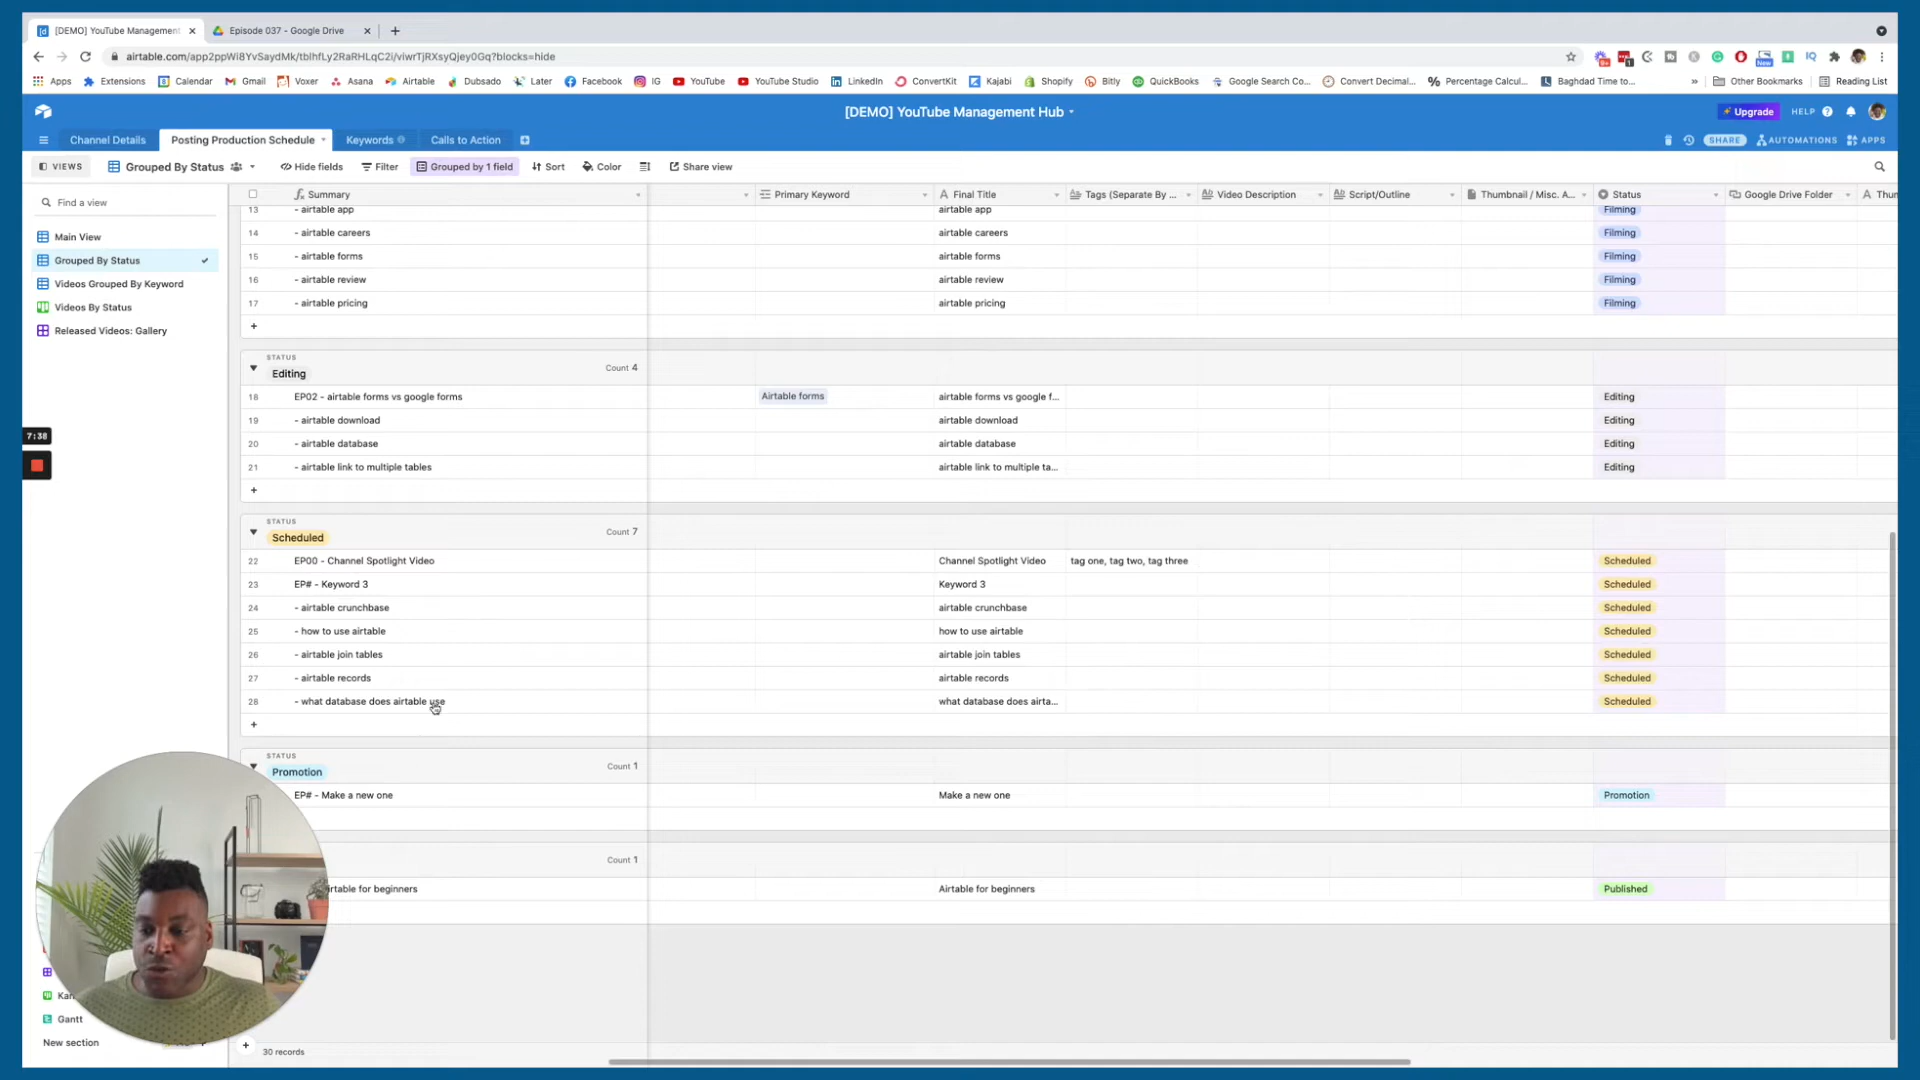 [DEMO] YouTube Management
Episode 037 - Google Drive
airtable.com/app2ppWi8YvSaydMk/tblhfLy2RaRHLqC2i/viwrTjRXsyQjey0Gq?blocks=hide
Apps Extensions Calendar Gmail Voxer Asana Airtable Dubsado Later Facebook IG YouTube YouTube Studio LinkedIn ConvertKit Kajabi Shopify Bitly QuickBooks Google Search Co... Convert Decimal... Percentage Calcul... Baghdad Time to... » Other Bookmarks Reading List
[DEMO] YouTube Management Hub
Upgrade HELP
Channel Details Posting Production Schedule Keywords Calls to Action
SHARE AUTOMATIONS APPS
VIEWS Grouped By Status Hide fields Filter Grouped by 1 field Sort Color Share view
Find a view
Main View
Grouped By Status
Videos Grouped By Keyword
Videos By Status
Released Videos: Gallery
Summary Primary Keyword Final Title Tags (Separate By ... Video Description Script/Outline Thumbnail / Misc. A... Status Google Drive Folder Thur
13 - airtable app airtable app Filming
14 - airtable careers airtable careers Filming
15 - airtable forms airtable forms Filming
16 - airtable review airtable review Filming
17 - airtable pricing airtable pricing Filming
STATUS
Editing Count 4
18 EP02 - airtable forms vs google forms Airtable forms airtable forms vs google f... Editing
19 - airtable download airtable download Editing
20 - airtable database airtable database Editing
21 - airtable link to multiple tables airtable link to multiple ta... Editing
7:38
STATUS
Scheduled Count 7
22 EP00 - Channel Spotlight Video Channel Spotlight Video tag one, tag two, tag three Scheduled
23 EP# - Keyword 3 Keyword 3 Scheduled
24 - airtable crunchbase airtable crunchbase Scheduled
25 - how to use airtable how to use airtable Scheduled
26 - airtable join tables airtable join tables Scheduled
27 - airtable records airtable records Scheduled
28 - what database does airtable use what database does airta... Scheduled
STATUS
Promotion Count 1
EP# - Make a new one Make a new one Promotion
Count 1
irtable for beginners Airtable for beginners Published
Kan
Gantt
New section
30 records